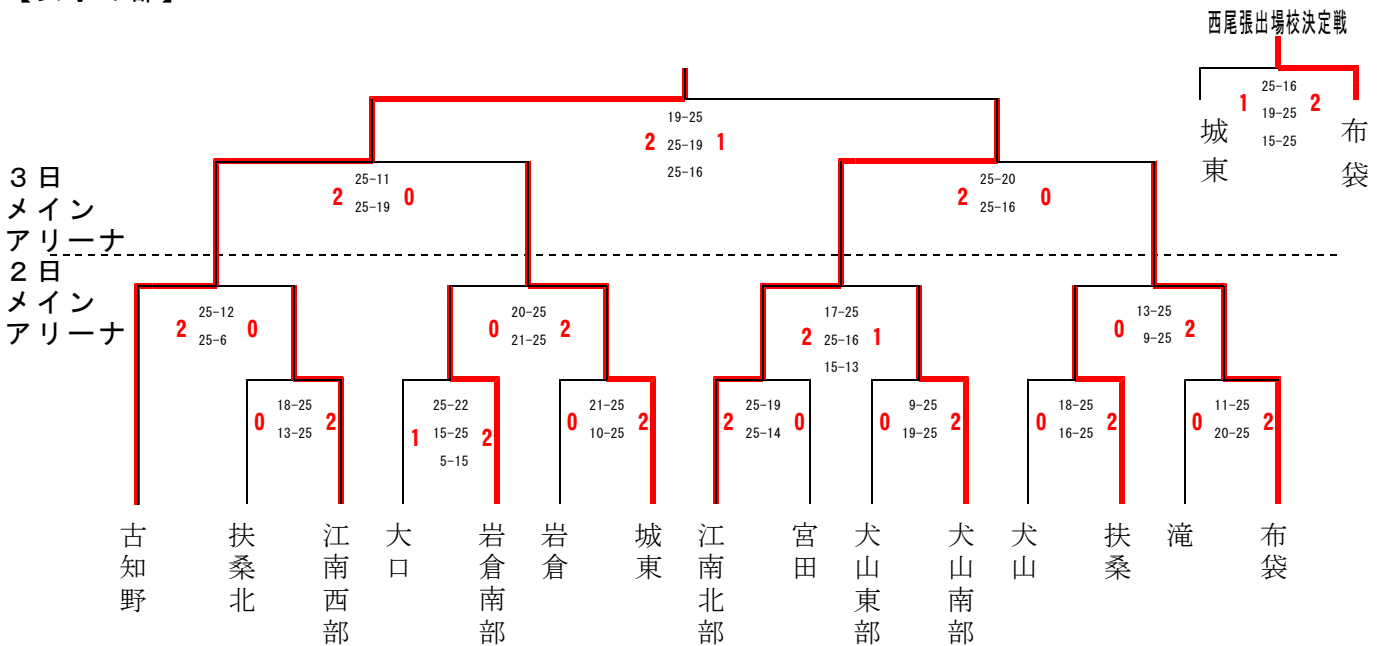 西尾張出場校決定戦
25-16
1 19-25 2
15-25
城東
布袋
19-25
2 25-19 1
25-16
3日
メイン
アリーナ
25-11
2 25-19 0
25-20
2 25-16 0
2日
メイン
アリーナ
25-12
2 25-6 0
20-25
0 21-25 2
17-25
2 25-16 1
15-13
13-25
0 9-25 2
18-25
0 13-25 2
25-22
1 15-25 2
5-15
21-25
0 10-25 2
25-19
2 25-14 0
9-25
0 19-25 2
18-25
0 16-25 2
11-25
0 20-25 2
古知野
扶桑北
江南西部
大口
岩倉南部
岩倉
城東
江南北部
宮田
犬山東部
犬山南部
犬山
扶桑
滝
布袋